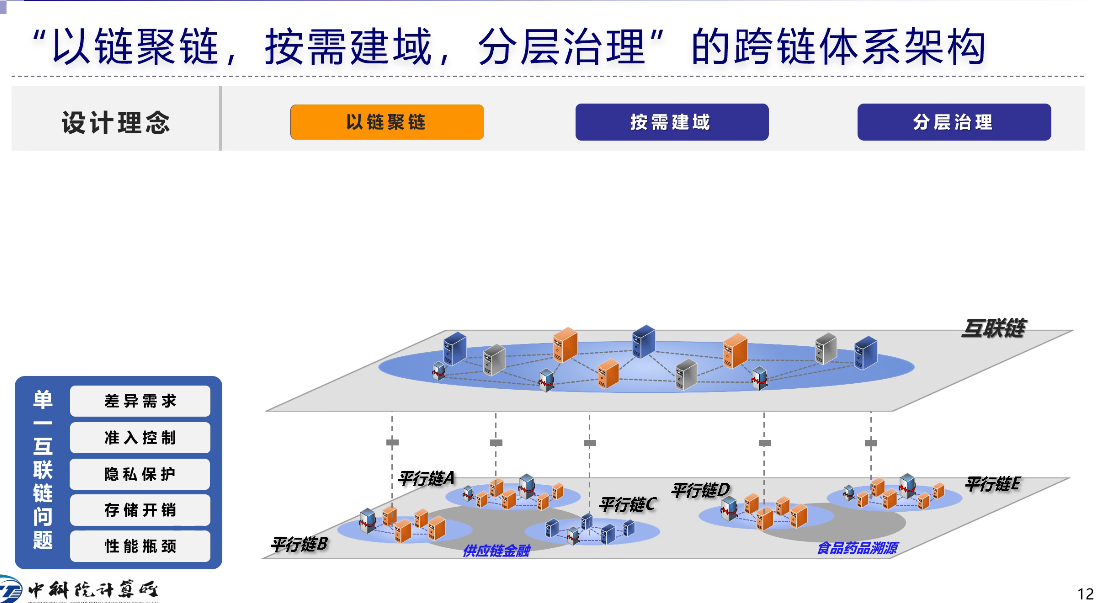 “以链聚链，按需建域，分层治理”的跨链体系架构
设计理念
以链聚链
按需建域
分层治理
互联链
单一互联链问题
差异需求
准入控制
隐私保护
存储开销
性能瓶颈
平行链A
平行链B
平行链C
平行链D
平行链E
供应链金融
食品药品溯源
中科院计算所
12